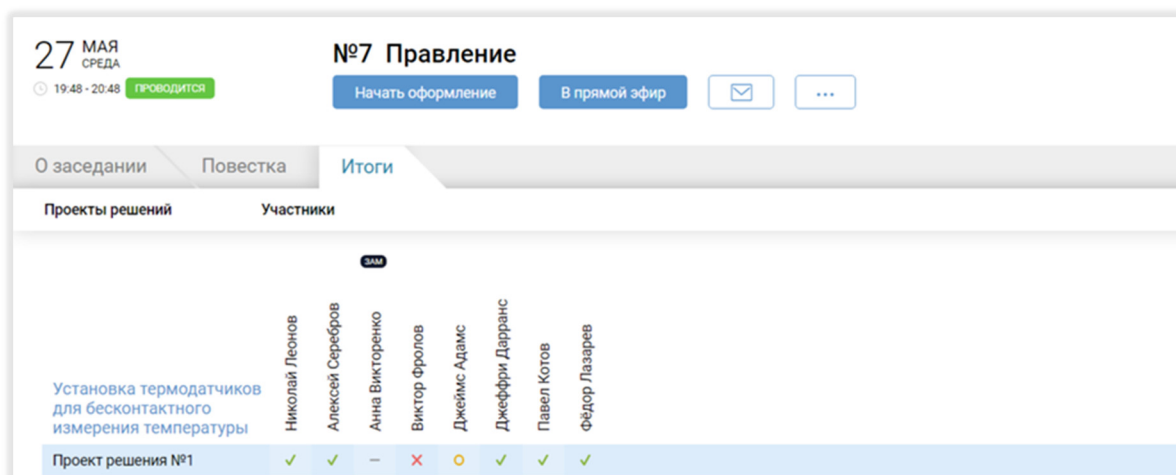 27 МАЯ
СРЕДА
19:48 - 20:48 ПРОВОДИТСЯ
№7 Правление
Начать оформление
В прямой эфир
...
О заседании
Повестка
Итоги
Проекты решений
Участники
ЗАМ
Николай Леонов
Алексей Серебров
Анна Викторенко
Виктор Фролов
Джеймс Адамс
Джеффри Дарранс
Павел Котов
Фёдор Лазарев
Установка термодатчиков
для бесконтактного
измерения температуры
Проект решения №1